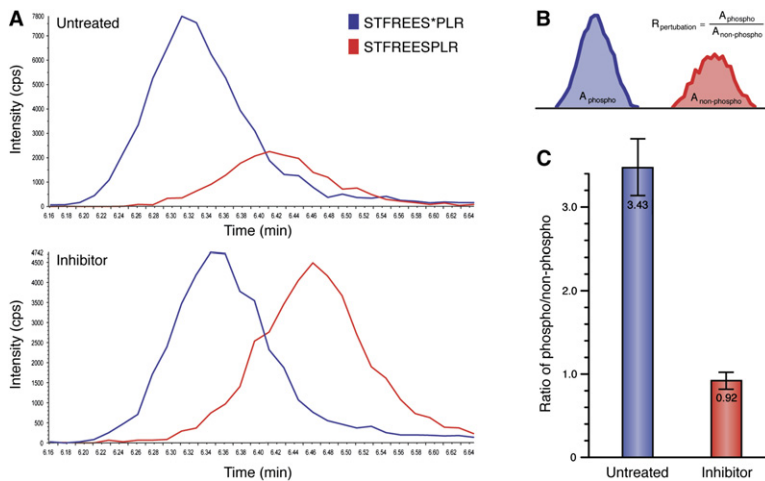 A
Untreated
STFREES*PLR
STFREESPLR
Intensity (cps)
7800
7000
6000
5000
4000
3000
2000
1000
0
6.16 6.18 6.20 6.22 6.24 6.26 6.28 6.30 6.32 6.34 6.36 6.38 6.40 6.42 6.44 6.46 6.48 6.50 6.52 6.54 6.56 6.58 6.60 6.62 6.64
Time (min)
Inhibitor
Intensity (cps)
4742
4500
4000
3500
3000
2500
2000
1500
1000
500
0
6.16 6.18 6.20 6.22 6.24 6.26 6.28 6.30 6.32 6.34 6.36 6.38 6.40 6.42 6.44 6.46 6.48 6.50 6.52 6.54 6.56 6.58 6.60 6.62 6.64
Time (min)
B
R pertubation = A phospho / A non-phospho
A phospho
A non-phospho
C
Ratio of phospho/non-phospho
3.0
2.0
1.0
0
3.43
0.92
Untreated
Inhibitor